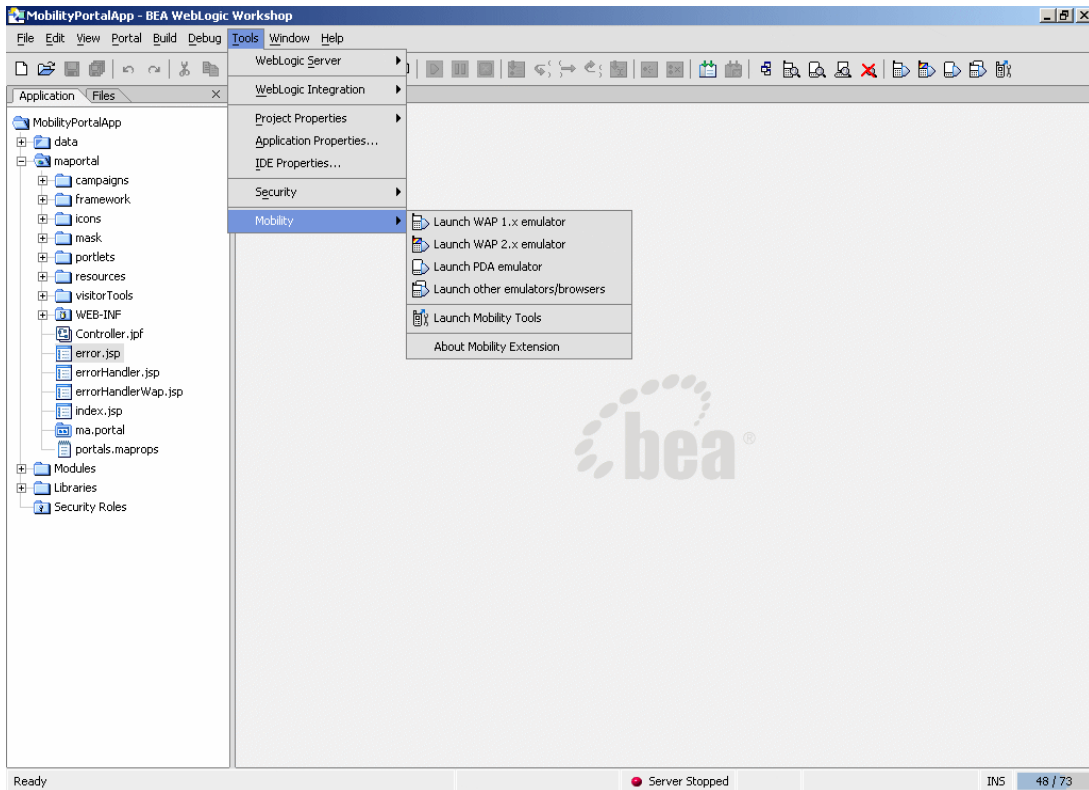 MobilityPortalApp - BEA WebLogic Workshop
File Edit View Portal Build Debug Tools Window Help
WebLogic Server
WebLogic Integration
Project Properties
Application Properties...
IDE Properties...
Security
Mobility
Launch WAP 1.x emulator
Launch WAP 2.x emulator
Launch PDA emulator
Launch other emulators/browsers
Launch Mobility Tools
About Mobility Extension
Application Files
MobilityPortalApp
data
maportal
campaigns
framework
icons
mask
portlets
resources
visitorTools
WEB-INF
Controller.jpf
error.jsp
errorHandler.jsp
errorHandlerWap.jsp
index.jsp
ma.portal
portals.maprops
Modules
Libraries
Security Roles
bea®
Ready Server Stopped INS 48 / 73